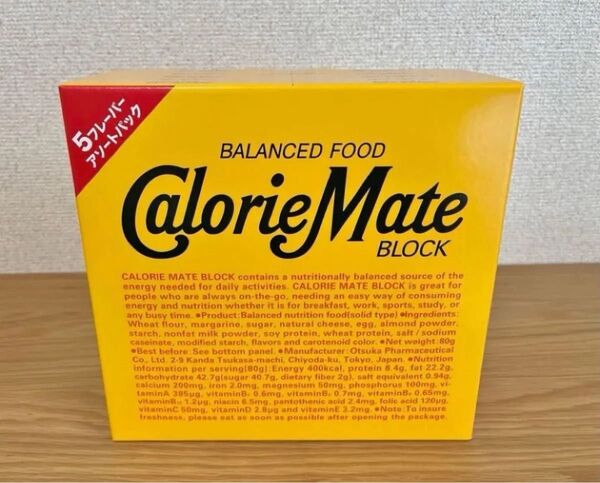 5フレーバー
アソートパック
BALANCED FOOD
CalorieMate
BLOCK
CALORIE MATE BLOCK contains a nutritionally balanced source of the
energy needed for daily activities. CALORIE MATE BLOCK is great for
people who are always on-the-go, needing an easy way of consuming
energy and nutrition whether it is for breakfast, work, sports, study, or
any busy time. ●Product:Balanced nutrition food(solid type) ●Ingredients:
Wheat flour, margarine, sugar, natural cheese, egg, almond powder,
starch, nonfat milk powder, soy protein, wheat protein, salt / sodium
caseinate, modified starch, flavors and carotenoid color. ●Net weight:80g
●Best before:See bottom panel. ●Manufacturer:Otsuka Pharmaceutical
Co., Ltd. 2-9 Kanda Tsukasa-machi, Chiyoda-ku, Tokyo, Japan. ●Nutrition
information per serving(80g):Energy 400kcal, protein 8.4g, fat 22.2g,
carbohydrate 42.7g(sugar 40.7g, dietary fiber 2g), salt equivalent 0.94g,
calcium 200mg, iron 2.0mg, magnesium 50mg, phosphorus 100mg, vi-
taminA 385μg, vitaminB₁ 0.6mg, vitaminB₂ 0.7mg, vitaminB₆ 0.65mg,
vitaminB₁₂ 1.2μg, niacin 6.5mg, pantothenic acid 2.4mg, folic acid 120μg,
vitaminC 50mg, vitaminD 2.8μg and vitaminE 3.2mg. ●Note: To insure
freshness, please eat as soon as possible after opening the package.